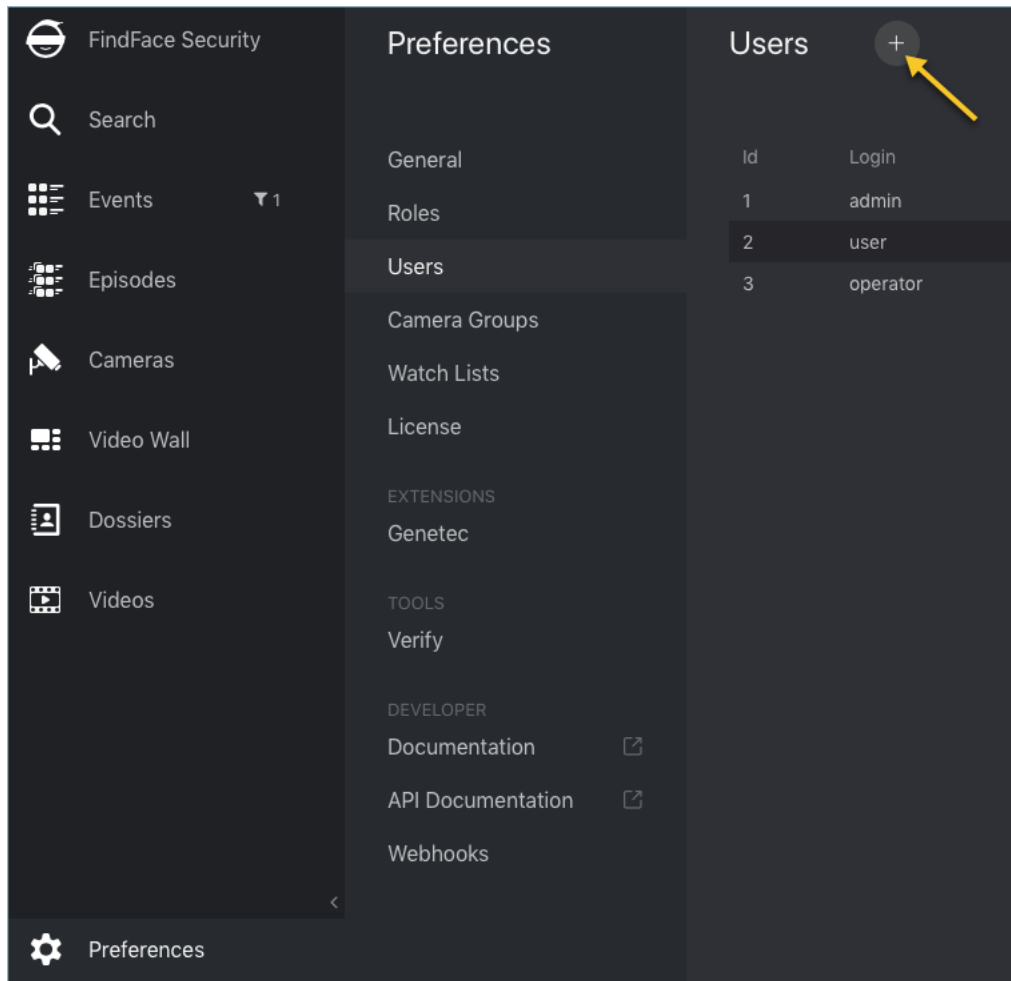 FindFace Security
Search
Events 1
Episodes
Cameras
Video Wall
Dossiers
Videos
Preferences
Preferences
General
Roles
Users
Camera Groups
Watch Lists
License
EXTENSIONS
Genetec
TOOLS
Verify
DEVELOPER
Documentation
API Documentation
Webhooks
Users +
Id Login
1 admin
2 user
3 operator